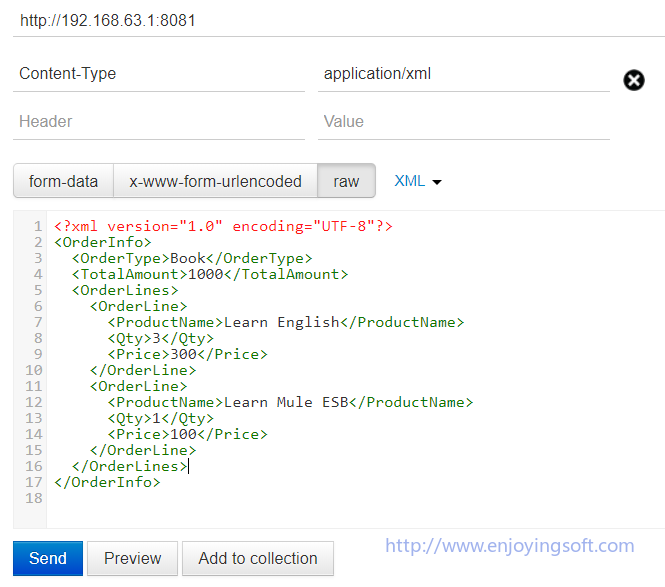 http://192.168.63.1:8081
Content-Type application/xml
Header Value
form-data x-www-form-urlencoded raw XML
1 <?xml version="1.0" encoding="UTF-8"?>
2 <OrderInfo>
3 <OrderType>Book</OrderType>
4 <TotalAmount>1000</TotalAmount>
5 <OrderLines>
6 <OrderLine>
7 <ProductName>Learn English</ProductName>
8 <Qty>3</Qty>
9 <Price>300</Price>
10 </OrderLine>
11 <OrderLine>
12 <ProductName>Learn Mule ESB</ProductName>
13 <Qty>1</Qty>
14 <Price>100</Price>
15 </OrderLine>
16 </OrderLines>
17 </OrderInfo>
18
Send Preview Add to collection http://www.enjoyingsoft.com